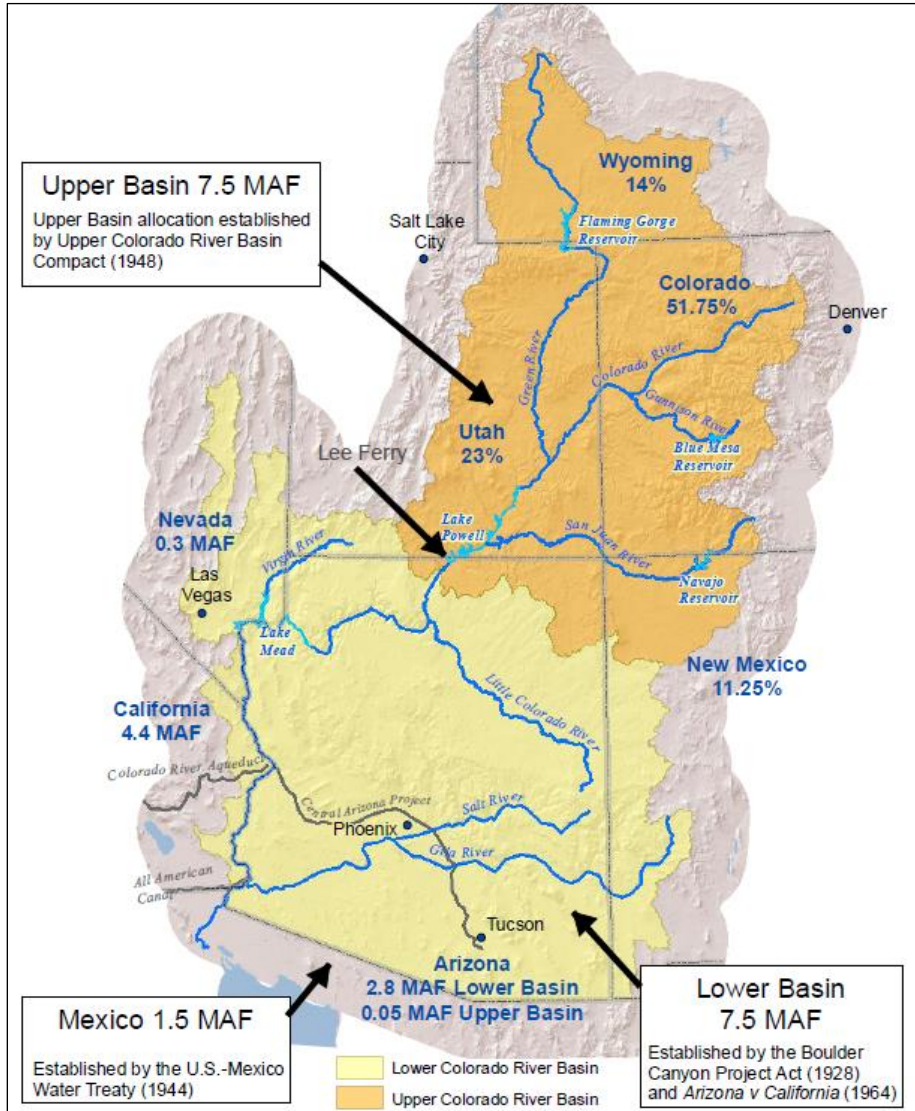 Upper Basin 7.5 MAF
Upper Basin allocation established
by Upper Colorado River Basin
Compact (1948)
Salt Lake
City
Wyoming
14%
Flaming Gorge
Reservoir
Colorado
51.75%
Denver
Green River
Colorado River
Gunnison River
Blue Mesa
Reservoir
Utah
23%
Lee Ferry
Lake
Powell
San Juan River
Navajo
Reservoir
Nevada
0.3 MAF
Virgin River
Las
Vegas
Lake
Mead
New Mexico
11.25%
California
4.4 MAF
Little Colorado River
Colorado River Aqueduct
Central Arizona Project
Salt River
Phoenix
Gila River
All American
Canal
Tucson
Arizona
2.8 MAF Lower Basin
0.05 MAF Upper Basin
Mexico 1.5 MAF
Established by the U.S.-Mexico
Water Treaty (1944)
Lower Basin
7.5 MAF
Established by the Boulder
Canyon Project Act (1928)
and Arizona v California (1964)
Lower Colorado River Basin
Upper Colorado River Basin